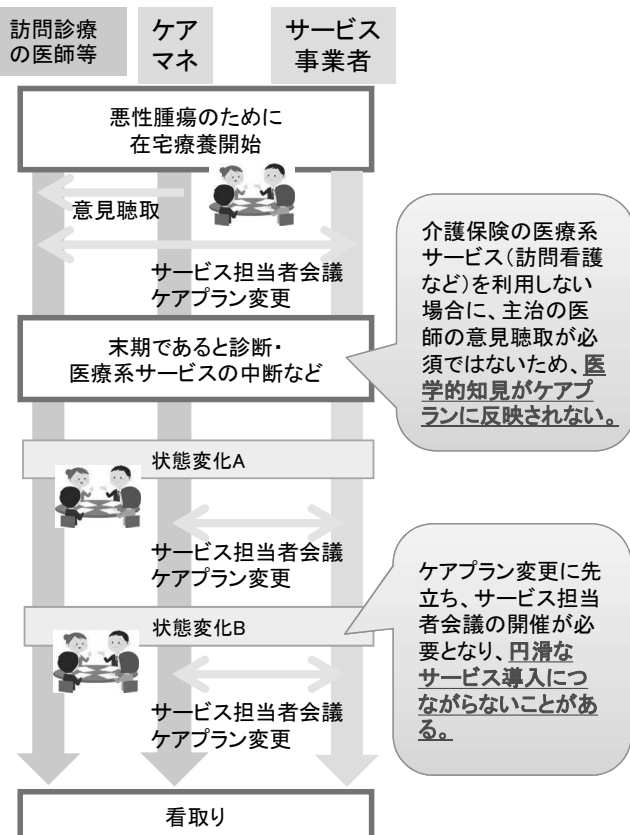 訪問診療
の医師等
ケア
マネ
サービス
事業者
悪性腫瘍のために
在宅療養開始
意見聴取
サービス担当者会議
ケアプラン変更
介護保険の医療系
サービス(訪問看護
など)を利用しない
場合に、主治の医
師の意見聴取が必
須ではないため、医
学的知見がケアプ
ランに反映されない。
末期であると診断・
医療系サービスの中断など
状態変化A
サービス担当者会議
ケアプラン変更
ケアプラン変更に先
立ち、サービス担当
者会議の開催が必
要となり、円滑な
サービス導入につ
ながらないことがあ
る。
状態変化B
サービス担当者会議
ケアプラン変更
看取り